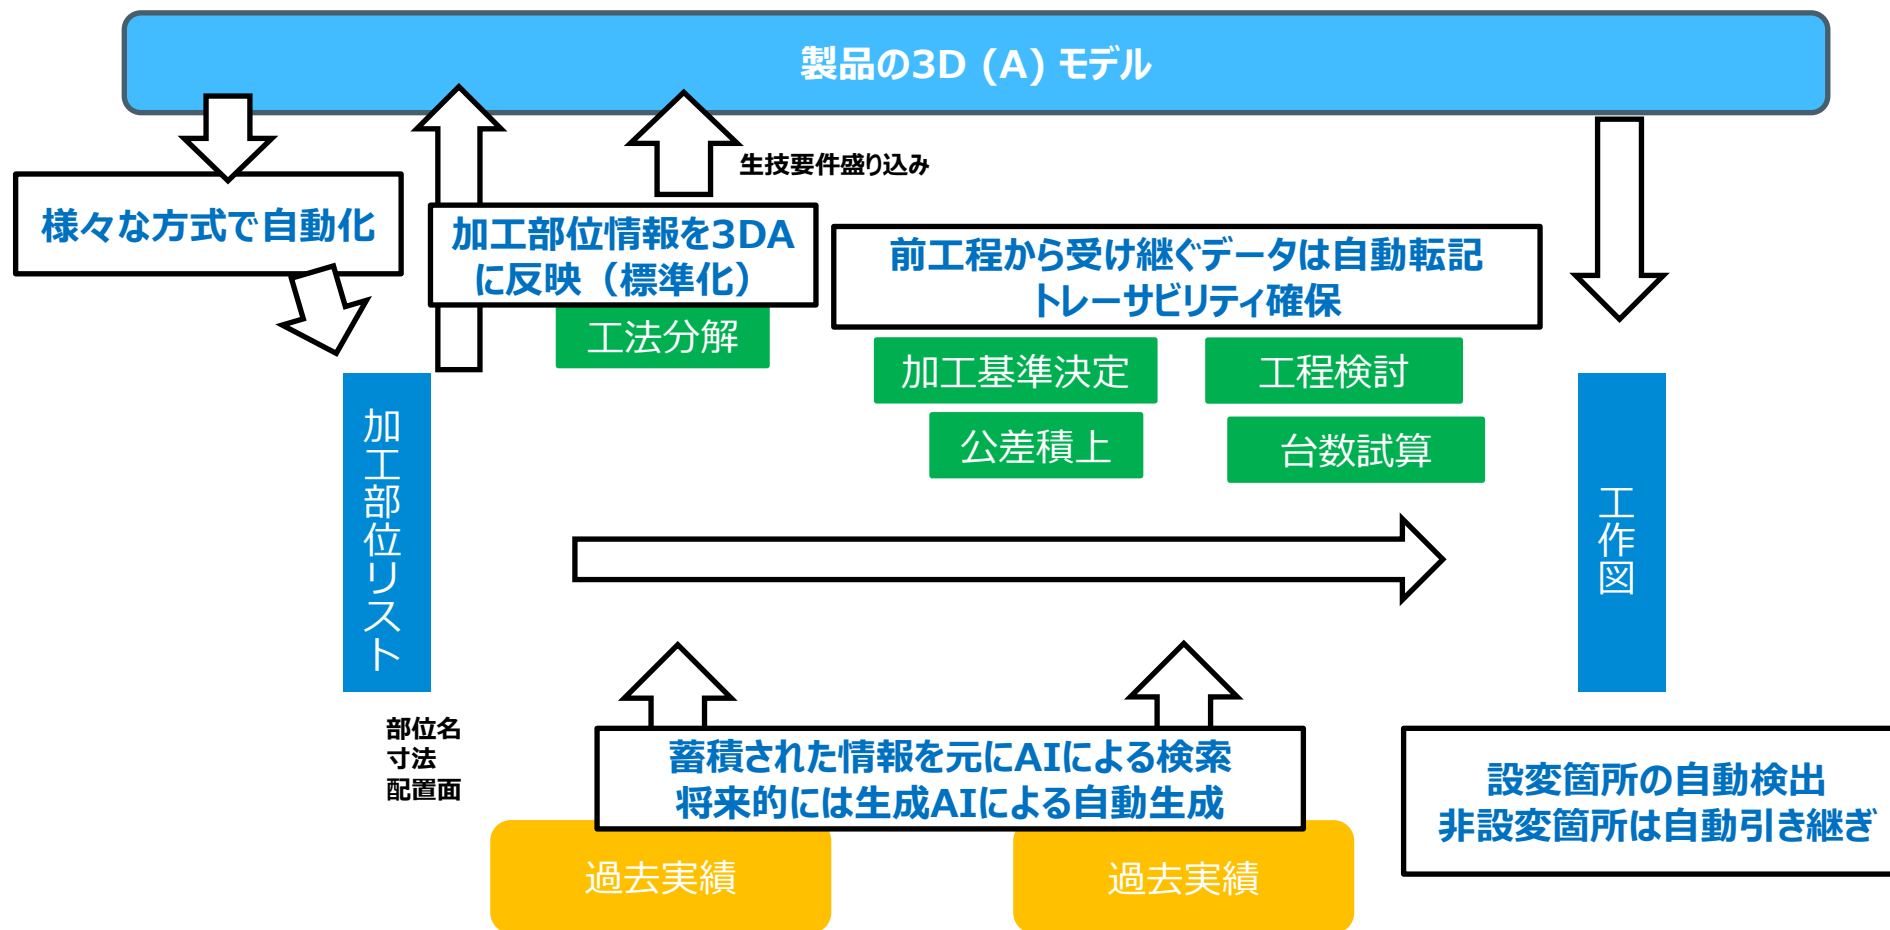 製品の3D (A) モデル
生技要件盛り込み
様々な方式で自動化
加工部位情報を3DA
に反映（標準化）
前工程から受け継ぐデータは自動転記
トレーサビリティ確保
工法分解
加工基準決定
工程検討
公差積上
台数試算
加工部位リスト
工作図
部位名
寸法
配置面
蓄積された情報を元にAIによる検索
将来的には生成AIによる自動生成
設変箇所の自動検出
非設変箇所は自動引き継ぎ
過去実績
過去実績